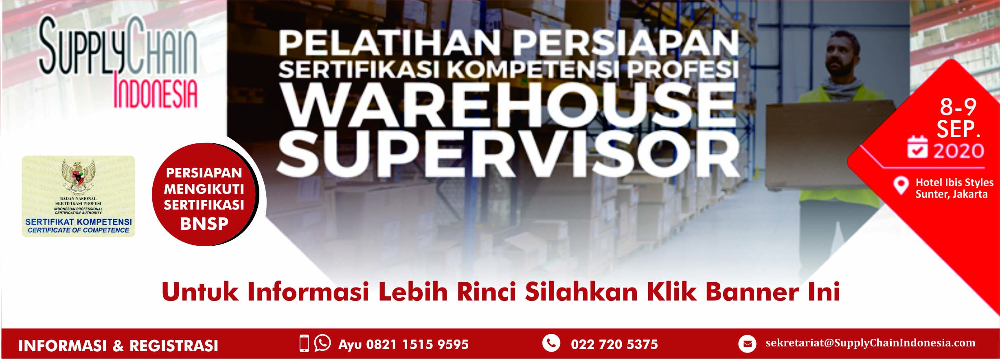 SUPPLYCHAIN
INDONESIA
PELATIHAN PERSIAPAN
SERTIFIKASI KOMPETENSI PROFESI
WAREHOUSE
SUPERVISOR
8-9
SEP.
2020
Hotel Ibis Styles
Sunter, Jakarta
BADAN NASIONAL
SERTIFIKASI PROFESI
INDONESIAN PROFESSIONAL
CERTIFICATION AUTHORITY
SERTIFIKAT KOMPETENSI
CERTIFICATE OF COMPETENCE
PERSIAPAN
MENGIKUTI
SERTIFIKASI
BNSP
Untuk Informasi Lebih Rinci Silahkan Klik Banner Ini
INFORMASI & REGISTRASI
Ayu 0821 1515 9595
022 720 5375
sekretariat@SupplyChainIndonesia.com